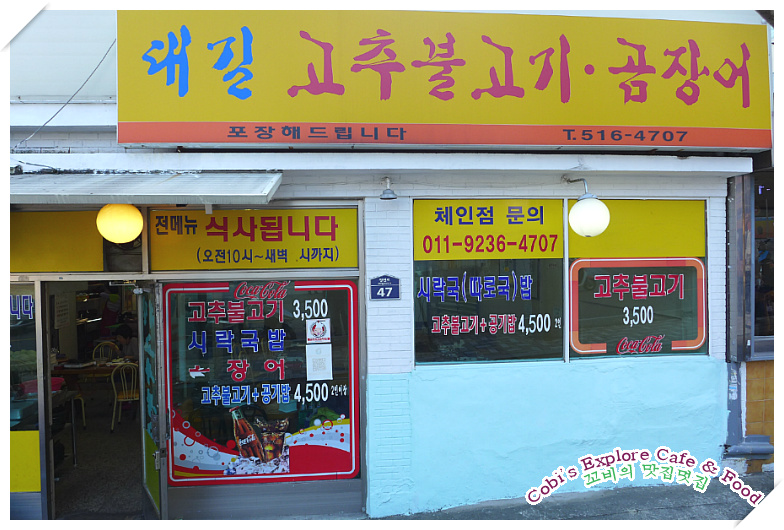 대길 고추불고기·곰장어
포장해드립니다 T.516-4707
전메뉴 식사됩니다
(오전10시~새벽 시까지)
체인점 문의
011-9236-4707
47
Coca-Cola
고추불고기 3,500
시락국밥
장어
고추불고기+공기밥 4,500
시락국(따로국)밥
고추불고기+공기밥 4,500
고추불고기
3,500
Coca-Cola
Cobi's Explore Cafe & Food
꼬비의 맛집멋집